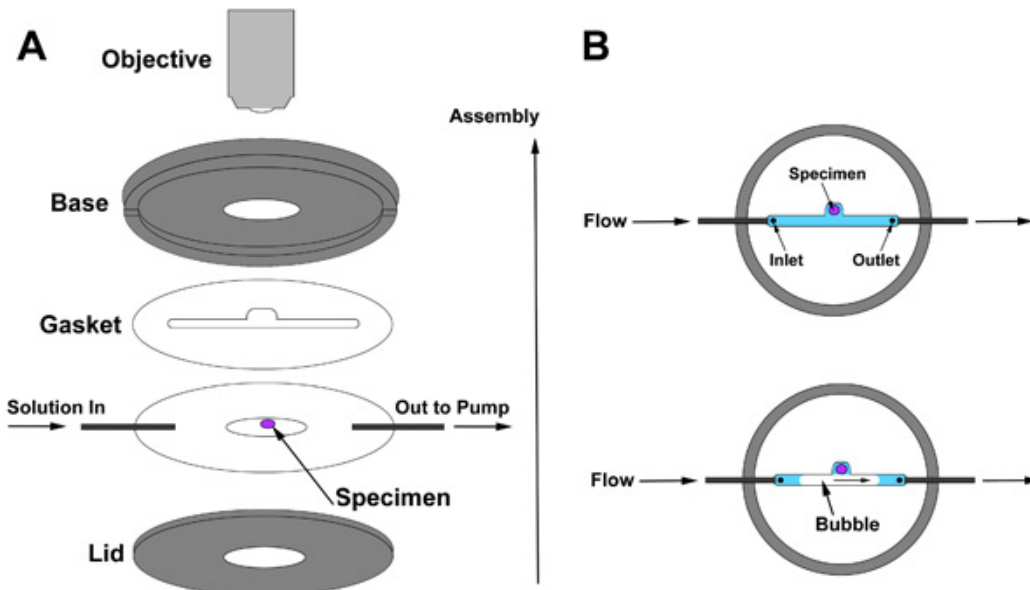 A
Objective
Base
Gasket
Solution In
Out to Pump
Specimen
Lid
Assembly
B
Specimen
Flow
Inlet
Outlet
Flow
Bubble